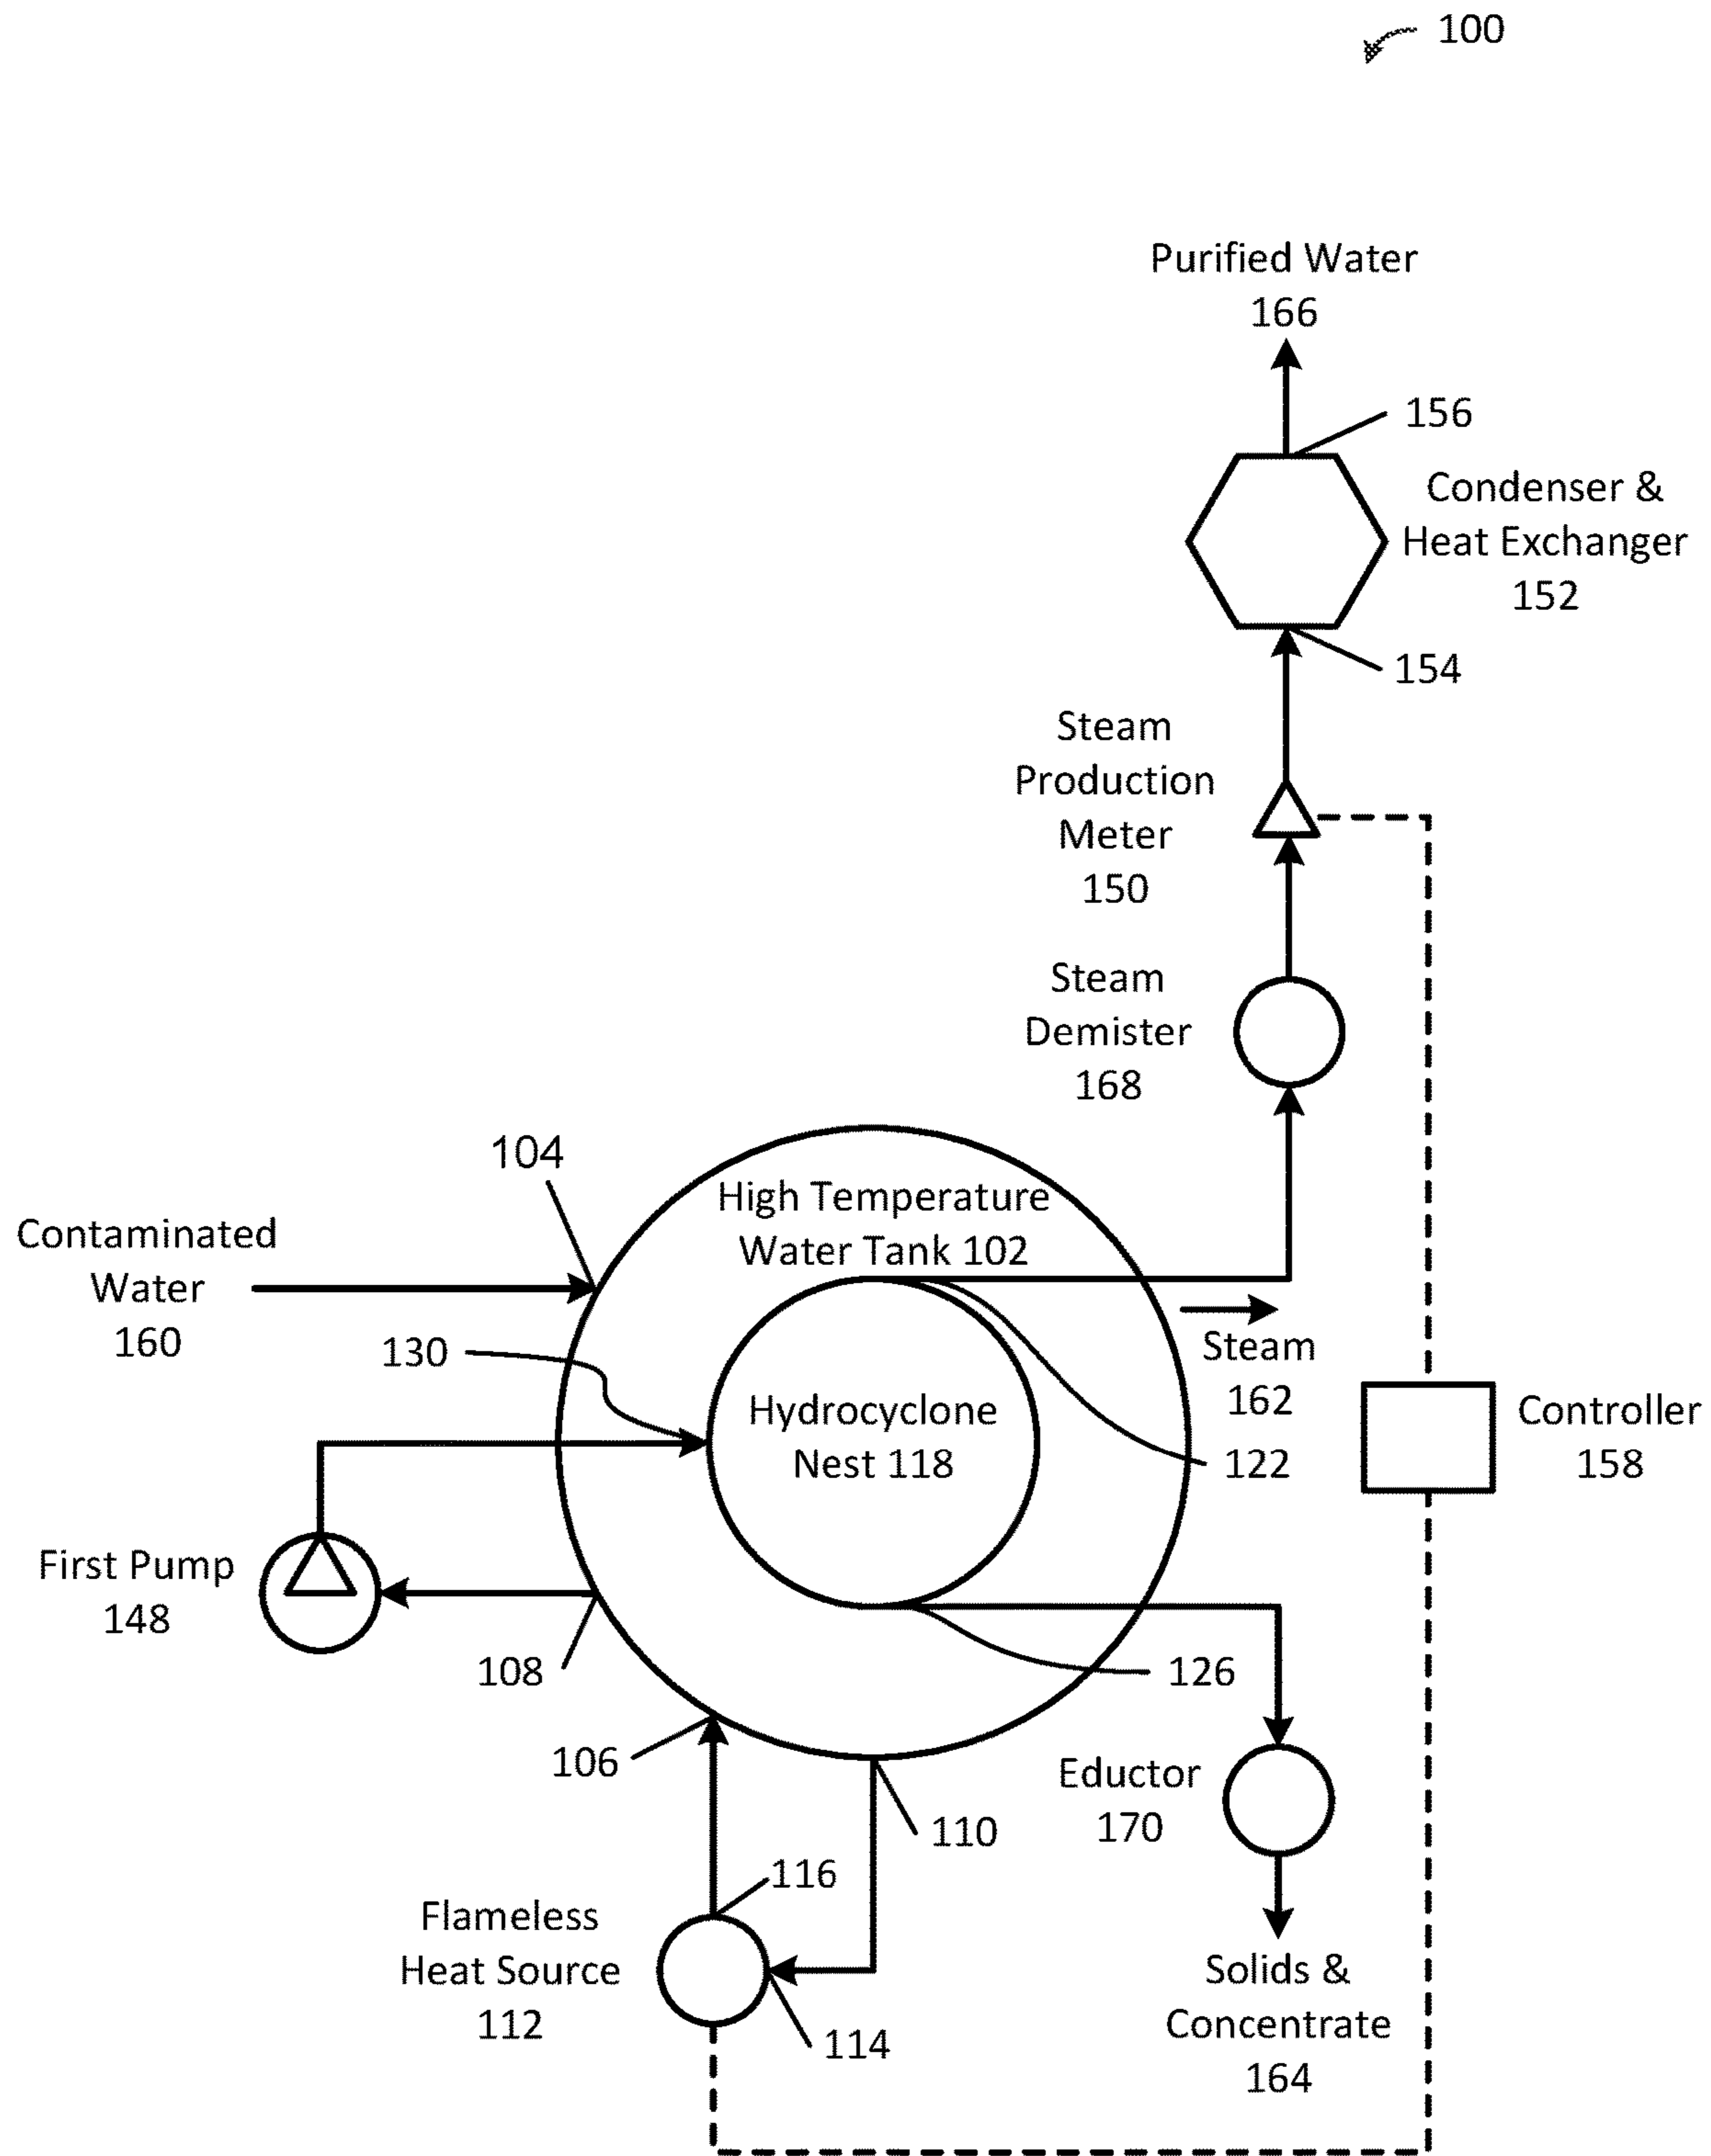 100
Purified Water
166
156
Condenser &
Heat Exchanger
152
154
Steam
Production
Meter
150
Steam
Demister
168
104
High Temperature
Water Tank 102
Contaminated
Water
160
130
Steam
162
Hydrocyclone
Nest 118
122
Controller
158
First Pump
148
108
126
106
Eductor
170
110
116
Flameless
Heat Source
112
114
Solids &
Concentrate
164